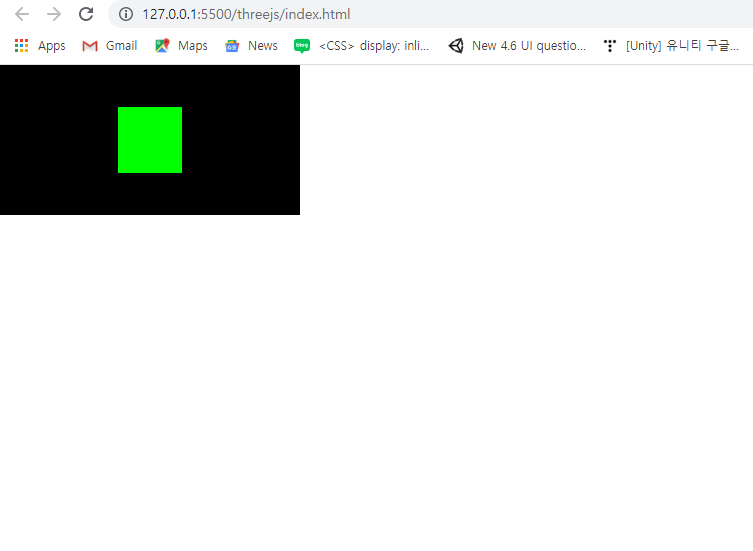 127.0.0.1:5500/threejs/index.html
Apps Gmail Maps News blog <CSS> display: inli... New 4.6 UI questio... [Unity] 유니티 구글...